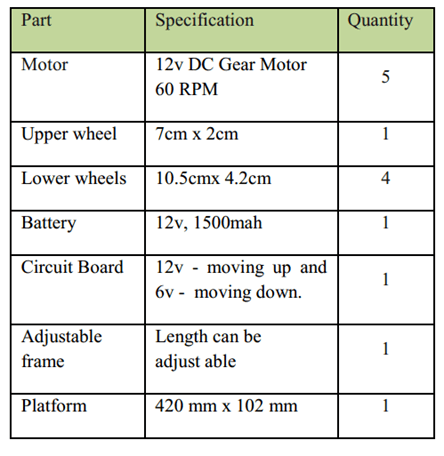 Part Specification Quantity
Motor 12v DC Gear Motor 5
60 RPM
Upper wheel 7cm x 2cm 1
Lower wheels 10.5cmx 4.2cm 4
Battery 12v, 1500mah 1
Circuit Board 12v - moving up and 1
6v - moving down.
Adjustable Length can be 1
frame adjust able
Platform 420 mm x 102 mm 1